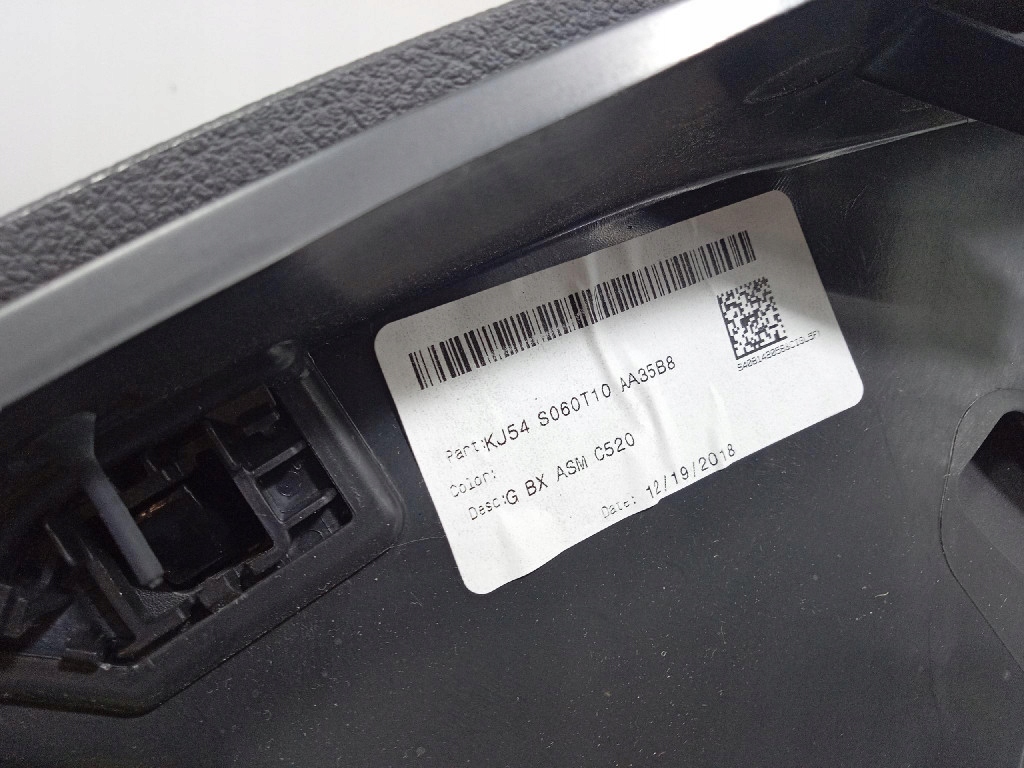 Part:KJ54 S060T10 AA35B8
Color:
Desc:G BX ASM C520
Date: 12/19/2018